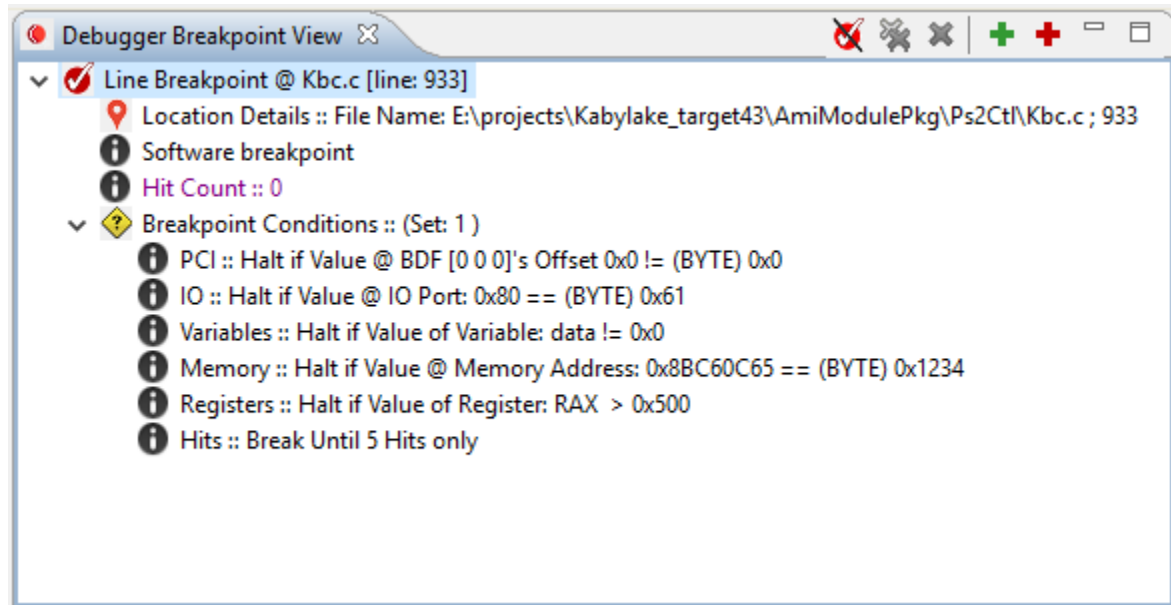 Debugger Breakpoint View
Line Breakpoint @ Kbc.c [line: 933]
Location Details :: File Name: E:\projects\Kabylake_target43\AmiModulePkg\Ps2Ctl\Kbc.c ; 933
Software breakpoint
Hit Count :: 0
Breakpoint Conditions :: (Set: 1 )
PCI :: Halt if Value @ BDF [0 0 0]'s Offset 0x0 != (BYTE) 0x0
IO :: Halt if Value @ IO Port: 0x80 == (BYTE) 0x61
Variables :: Halt if Value of Variable: data != 0x0
Memory :: Halt if Value @ Memory Address: 0x8BC60C65 == (BYTE) 0x1234
Registers :: Halt if Value of Register: RAX > 0x500
Hits :: Break Until 5 Hits only